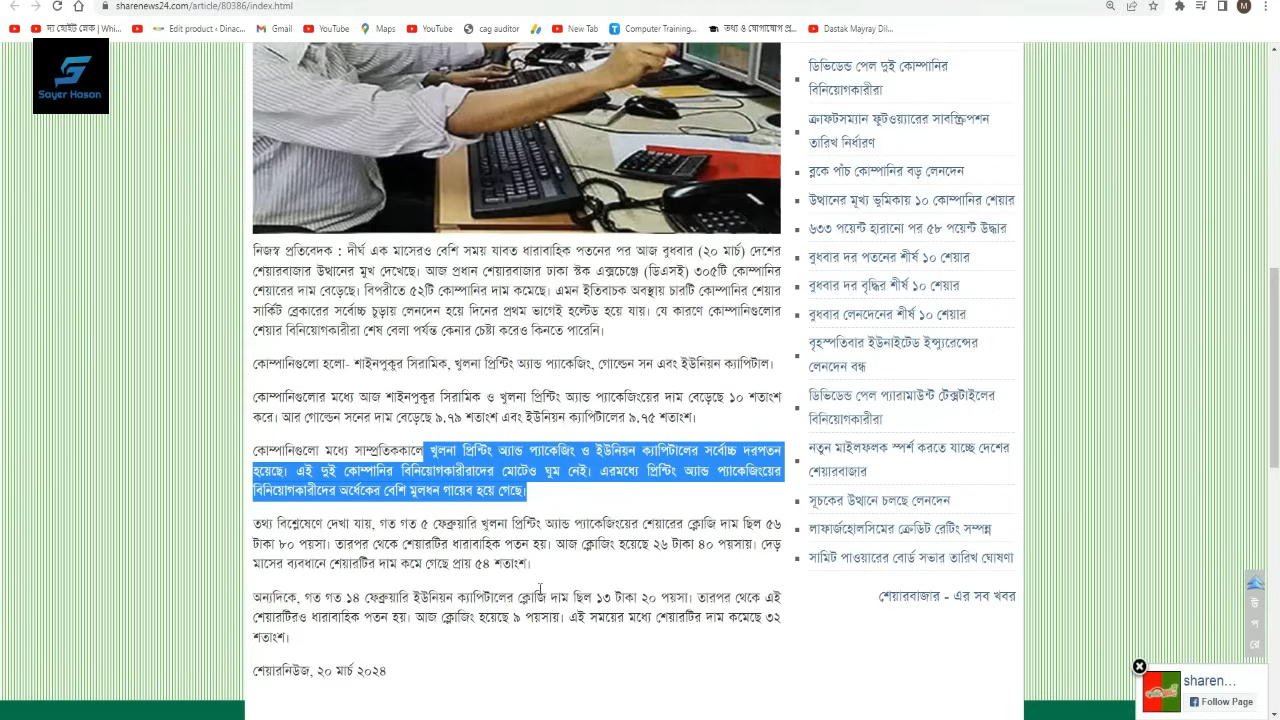 sharenews24.com/article/80386/index.html
দ্য হোয়াইট স্নেক | Whi...
Edit product ‹ Dinac...
Gmail
YouTube
Maps
YouTube
cag auditor
New Tab
Computer Training...
তথ্য ও যোগাযোগ প্র...
Dastak Mayray Dil...
M
Sayer Hasan
নিজস্ব প্রতিবেদক : দীর্ঘ এক মাসেরও বেশি সময় যাবত ধারাবাহিক পতনের পর আজ বুধবার (২০ মার্চ) দেশের
শেয়ারবাজার উত্থানের মুখ দেখেছে। আজ প্রধান শেয়ারবাজার ঢাকা স্টক এক্সচেঞ্জে (ডিএসই) ৩০৫টি কোম্পানির
শেয়ারের দাম বেড়েছে। বিপরীতে ৫২টি কোম্পানির দাম কমেছে। এমন ইতিবাচক অবস্থায় চারটি কোম্পানির শেয়ার
সার্কিট ব্রেকারের সর্বোচ্চ চূড়ায় লেনদেন হয়ে দিনের প্রথম ভাগেই হল্টেড হয়ে যায়। যে কারণে কোম্পানিগুলোর
শেয়ার বিনিয়োগকারীরা শেষ বেলা পর্যন্ত কেনার চেষ্টা করেও কিনতে পারেনি।
কোম্পানিগুলো হলো- শাইনপুকুর সিরামিক, খুলনা প্রিন্টিং অ্যান্ড প্যাকেজিং, গোল্ডেন সন এবং ইউনিয়ন ক্যাপিটাল।
কোম্পানিগুলোর মধ্যে আজ শাইনপুকুর সিরামিক ও খুলনা প্রিন্টিং অ্যান্ড প্যাকেজিংয়ের দাম বেড়েছে ১০ শতাংশ
করে। আর গোল্ডেন সনের দাম বেড়েছে ৯.৭৯ শতাংশ এবং ইউনিয়ন ক্যাপিটালের ৯.৭৫ শতাংশ।
কোম্পানিগুলো মধ্যে সাম্প্রতিককালে খুলনা প্রিন্টিং অ্যান্ড প্যাকেজিং ও ইউনিয়ন ক্যাপিটালের সর্বোচ্চ দরপতন
হয়েছে। এই দুই কোম্পানির বিনিয়োগকারীরাদের মোটেও ঘুম নেই। এরমধ্যে প্রিন্টিং অ্যান্ড প্যাকেজিংয়ের
বিনিয়োগকারীদের অর্ধেকের বেশি মুলধন গায়েব হয়ে গেছে।
তথ্য বিশ্লেষেণে দেখা যায়, গত গত ৫ ফেব্রুয়ারি খুলনা প্রিন্টিং অ্যান্ড প্যাকেজিংয়ের শেয়ারের ক্লোজিং দাম ছিল ৫৬
টাকা ৮০ পয়সা। তারপর থেকে শেয়ারটির ধারাবাহিক পতন হয়। আজ ক্লোজিং হয়েছে ২৬ টাকা ৪০ পয়সায়। দেড়
মাসের ব্যবধানে শেয়ারটির দাম কমে গেছে প্রায় ৫৪ শতাংশ।
অন্যদিকে, গত গত ১৪ ফেব্রুয়ারি ইউনিয়ন ক্যাপিটালের ক্লোজিং দাম ছিল ১৩ টাকা ২০ পয়সা। তারপর থেকে এই
শেয়ারটিরও ধারাবাহিক পতন হয়। আজ ক্লোজিং হয়েছে ৯ পয়সায়। এই সময়ের মধ্যে শেয়ারটির দাম কমেছে ৩২
শতাংশ।
শেয়ারনিউজ, ২০ মার্চ ২০২৪
ডিভিডেন্ড পেল দুই কোম্পানির
বিনিয়োগকারীরা
ক্রাফটসম্যান ফুটওয়্যারের সাবস্ক্রিপশন
তারিখ নির্ধারণ
ব্লকে পাঁচ কোম্পানির বড় লেনদেন
উত্থানের মূখ্য ভুমিকায় ১০ কোম্পানির শেয়ার
৬৩৩ পয়েন্ট হারানো পর ৫৮ পয়েন্ট উদ্ধার
বুধবার দর পতনের শীর্ষ ১০ শেয়ার
বুধবার দর বৃদ্ধির শীর্ষ ১০ শেয়ার
বুধবার লেনদেনের শীর্ষ ১০ শেয়ার
বৃহস্পতিবার ইউনাইটেড ইন্স্যুরেন্সের
লেনদেন বন্ধ
ডিভিডেন্ড পেল প্যারামাউন্ট টেক্সটাইলের
বিনিয়োগকারীরা
নতুন মাইলফলক স্পর্শ করতে যাচ্ছে দেশের
শেয়ারবাজার
সূচকের উত্থানে চলছে লেনদেন
লাফার্জহোলসিমের ক্রেডিট রেটিং সম্পন্ন
সামিট পাওয়ারের বোর্ড সভার তারিখ ঘোষণা
শেয়ারবাজার - এর সব খবর
উ
প
রে
sharen...
Follow Page